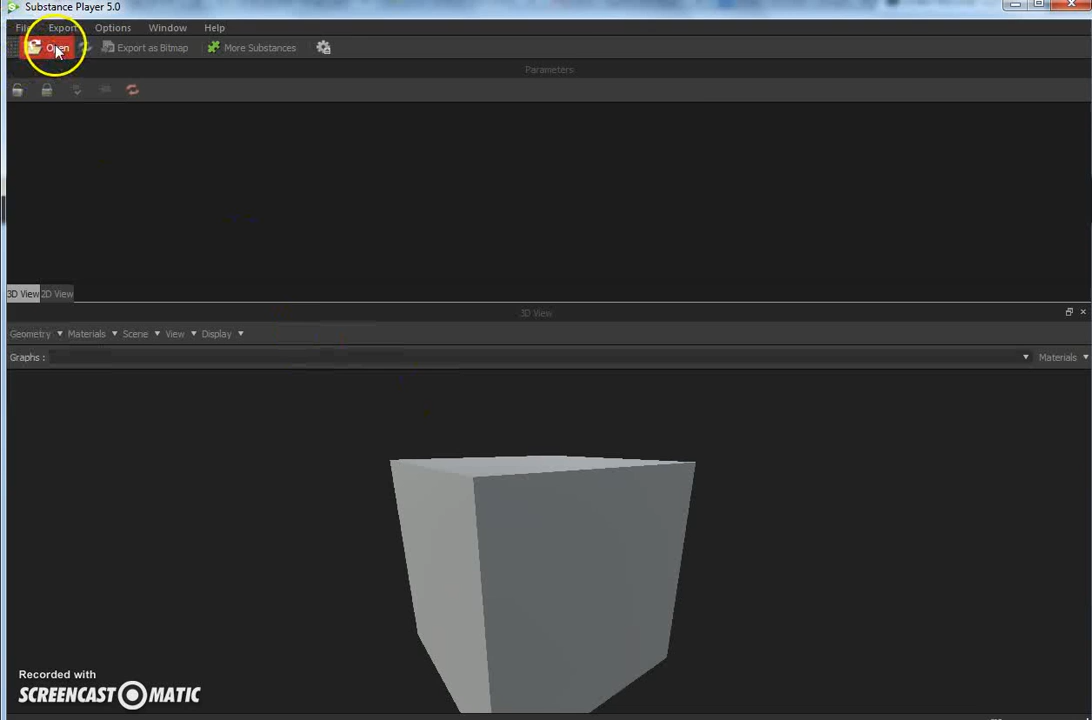 Substance Player 5.0
File Export Options Window Help
Open Export as Bitmap More Substances
Parameters
3D View 2D View
3D View
Geometry Materials Scene View Display
Graphs : Materials
Recorded with
SCREENCAST MATIC